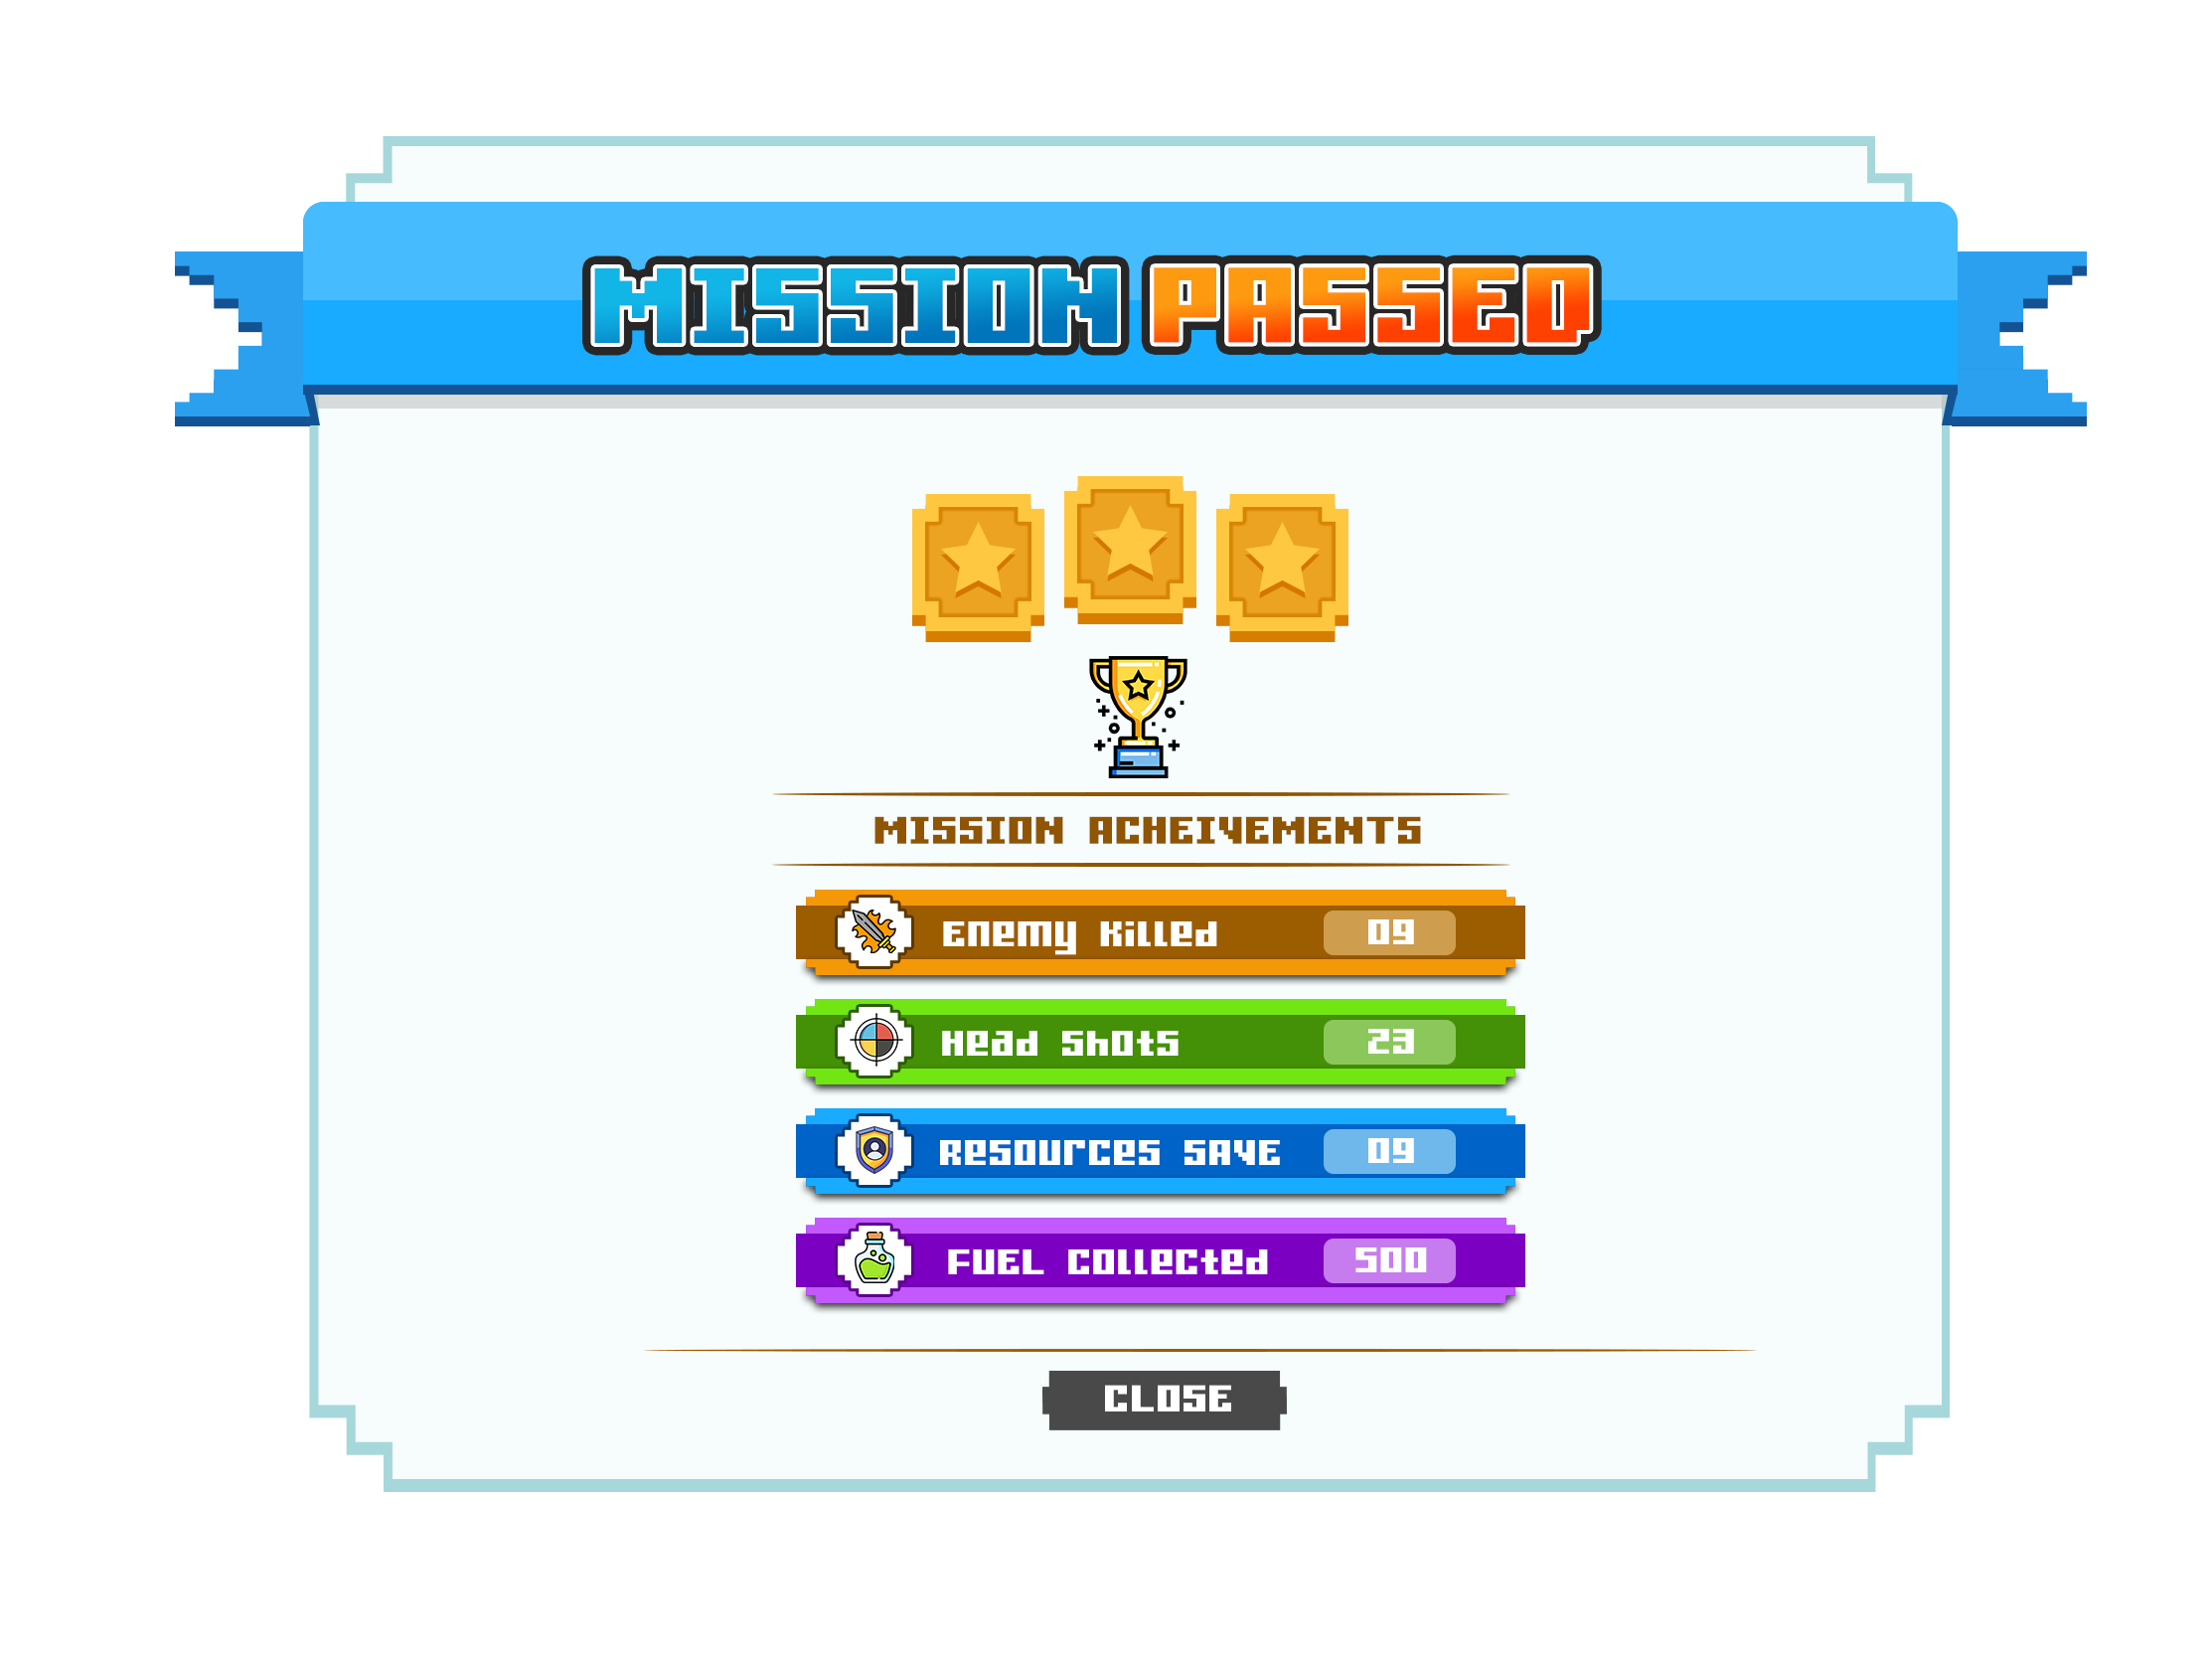 MISSION PASSED
MISSION ACHEIVEMENTS
Enemy Killed 09
Head Shots 23
Resources SAVE 09
FUEL Collected 500
CLOSE